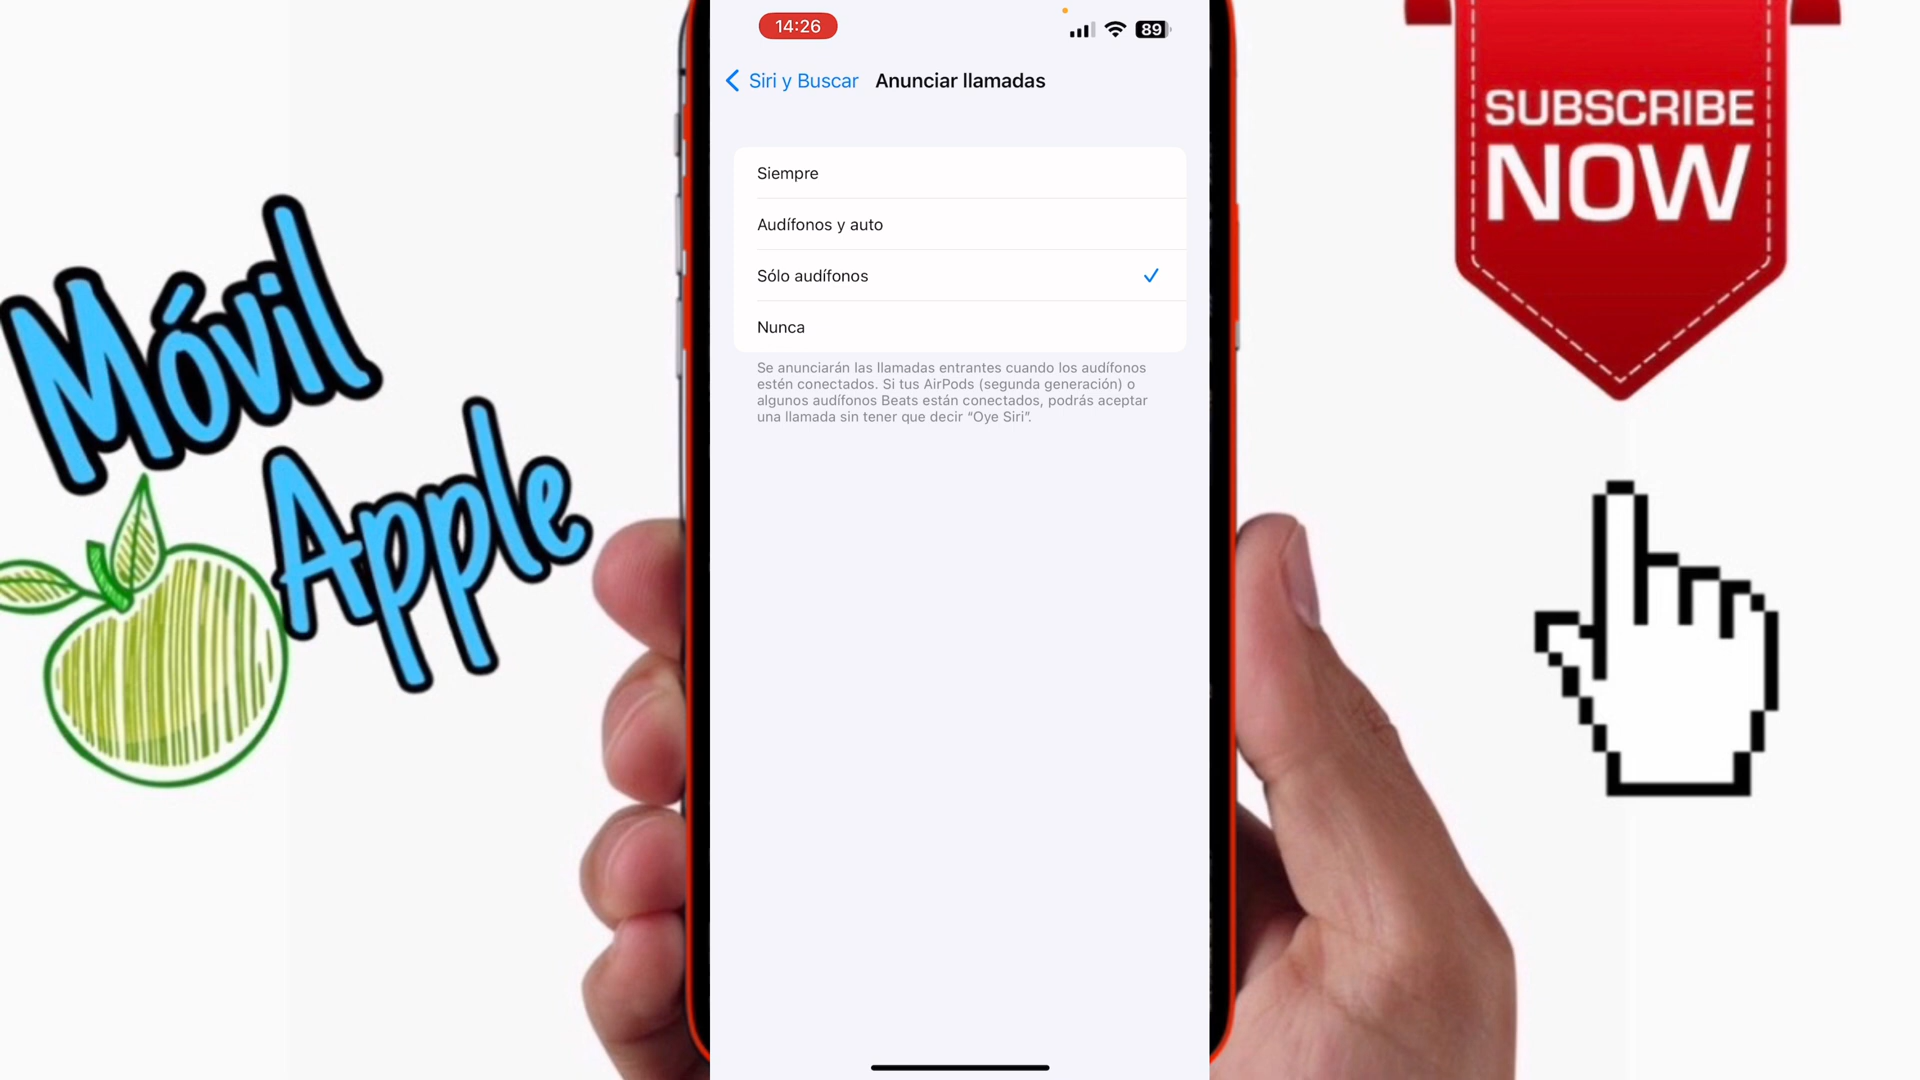 14:26
89
Siri y Buscar
Anunciar llamadas
Siempre
Audífonos y auto
Sólo audífonos
Nunca
Se anunciarán las llamadas entrantes cuando los audífonos
estén conectados. Si tus AirPods (segunda generación) o
algunos audífonos Beats están conectados, podrás aceptar
una llamada sin tener que decir “Oye Siri”.
Móvil
Apple
SUBSCRIBE
NOW